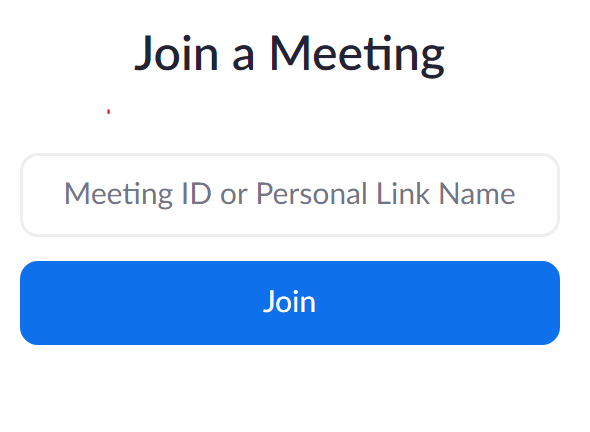 Join a Meeting
Meeting ID or Personal Link Name
Join